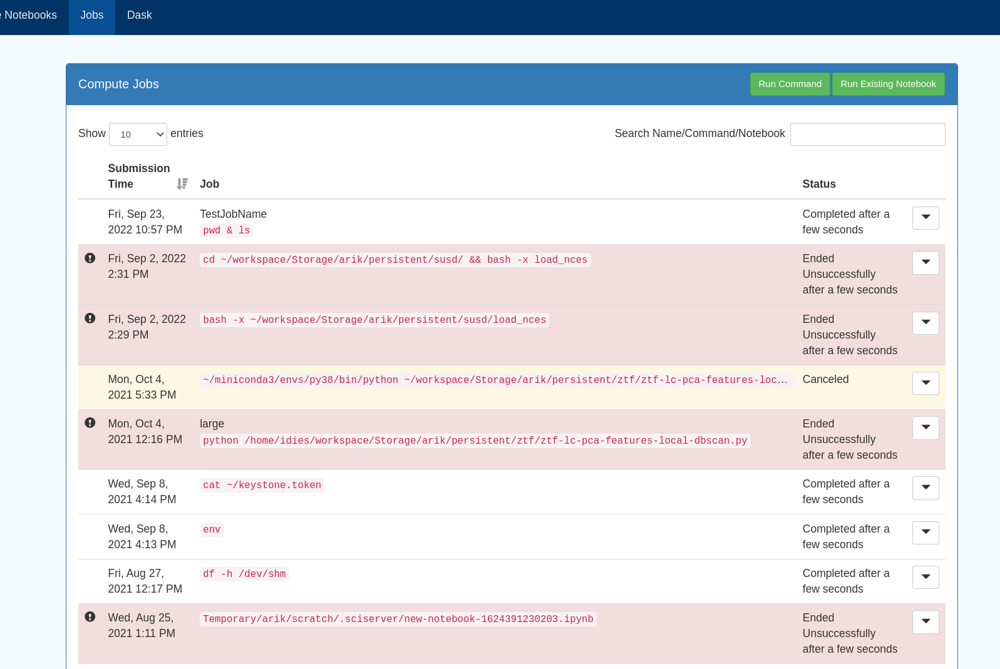 e Notebooks Jobs Dask
Compute Jobs Run Command Run Existing Notebook
Show 10 entries Search Name/Command/Notebook
Submission
Time Job Status
Fri, Sep 23, TestJobName Completed after a
2022 10:57 PM pwd & ls few seconds
Fri, Sep 2, 2022 cd ~/workspace/Storage/arik/persistent/susd/ && bash -x load_nces Ended
2:31 PM Unsuccessfully
after a few seconds
Fri, Sep 2, 2022 bash -x ~/workspace/Storage/arik/persistent/susd/load_nces Ended
2:29 PM Unsuccessfully
after a few seconds
Mon, Oct 4, ~/miniconda3/envs/py38/bin/python ~/workspace/Storage/arik/persistent/ztf/ztf-lc-pca-features-loc... Canceled
2021 5:33 PM
Mon, Oct 4, large Ended
2021 12:16 PM python /home/idies/workspace/Storage/arik/persistent/ztf/ztf-lc-pca-features-local-dbscan.py Unsuccessfully
after a few seconds
Wed, Sep 8, cat ~/keystone.token Completed after a
2021 4:14 PM few seconds
Wed, Sep 8, env Completed after a
2021 4:13 PM few seconds
Fri, Aug 27, df -h /dev/shm Completed after a
2021 12:17 PM few seconds
Wed, Aug 25, Temporary/arik/scratch/.sciserver/new-notebook-1624391230203.ipynb Ended
2021 1:11 PM Unsuccessfully
after a few seconds